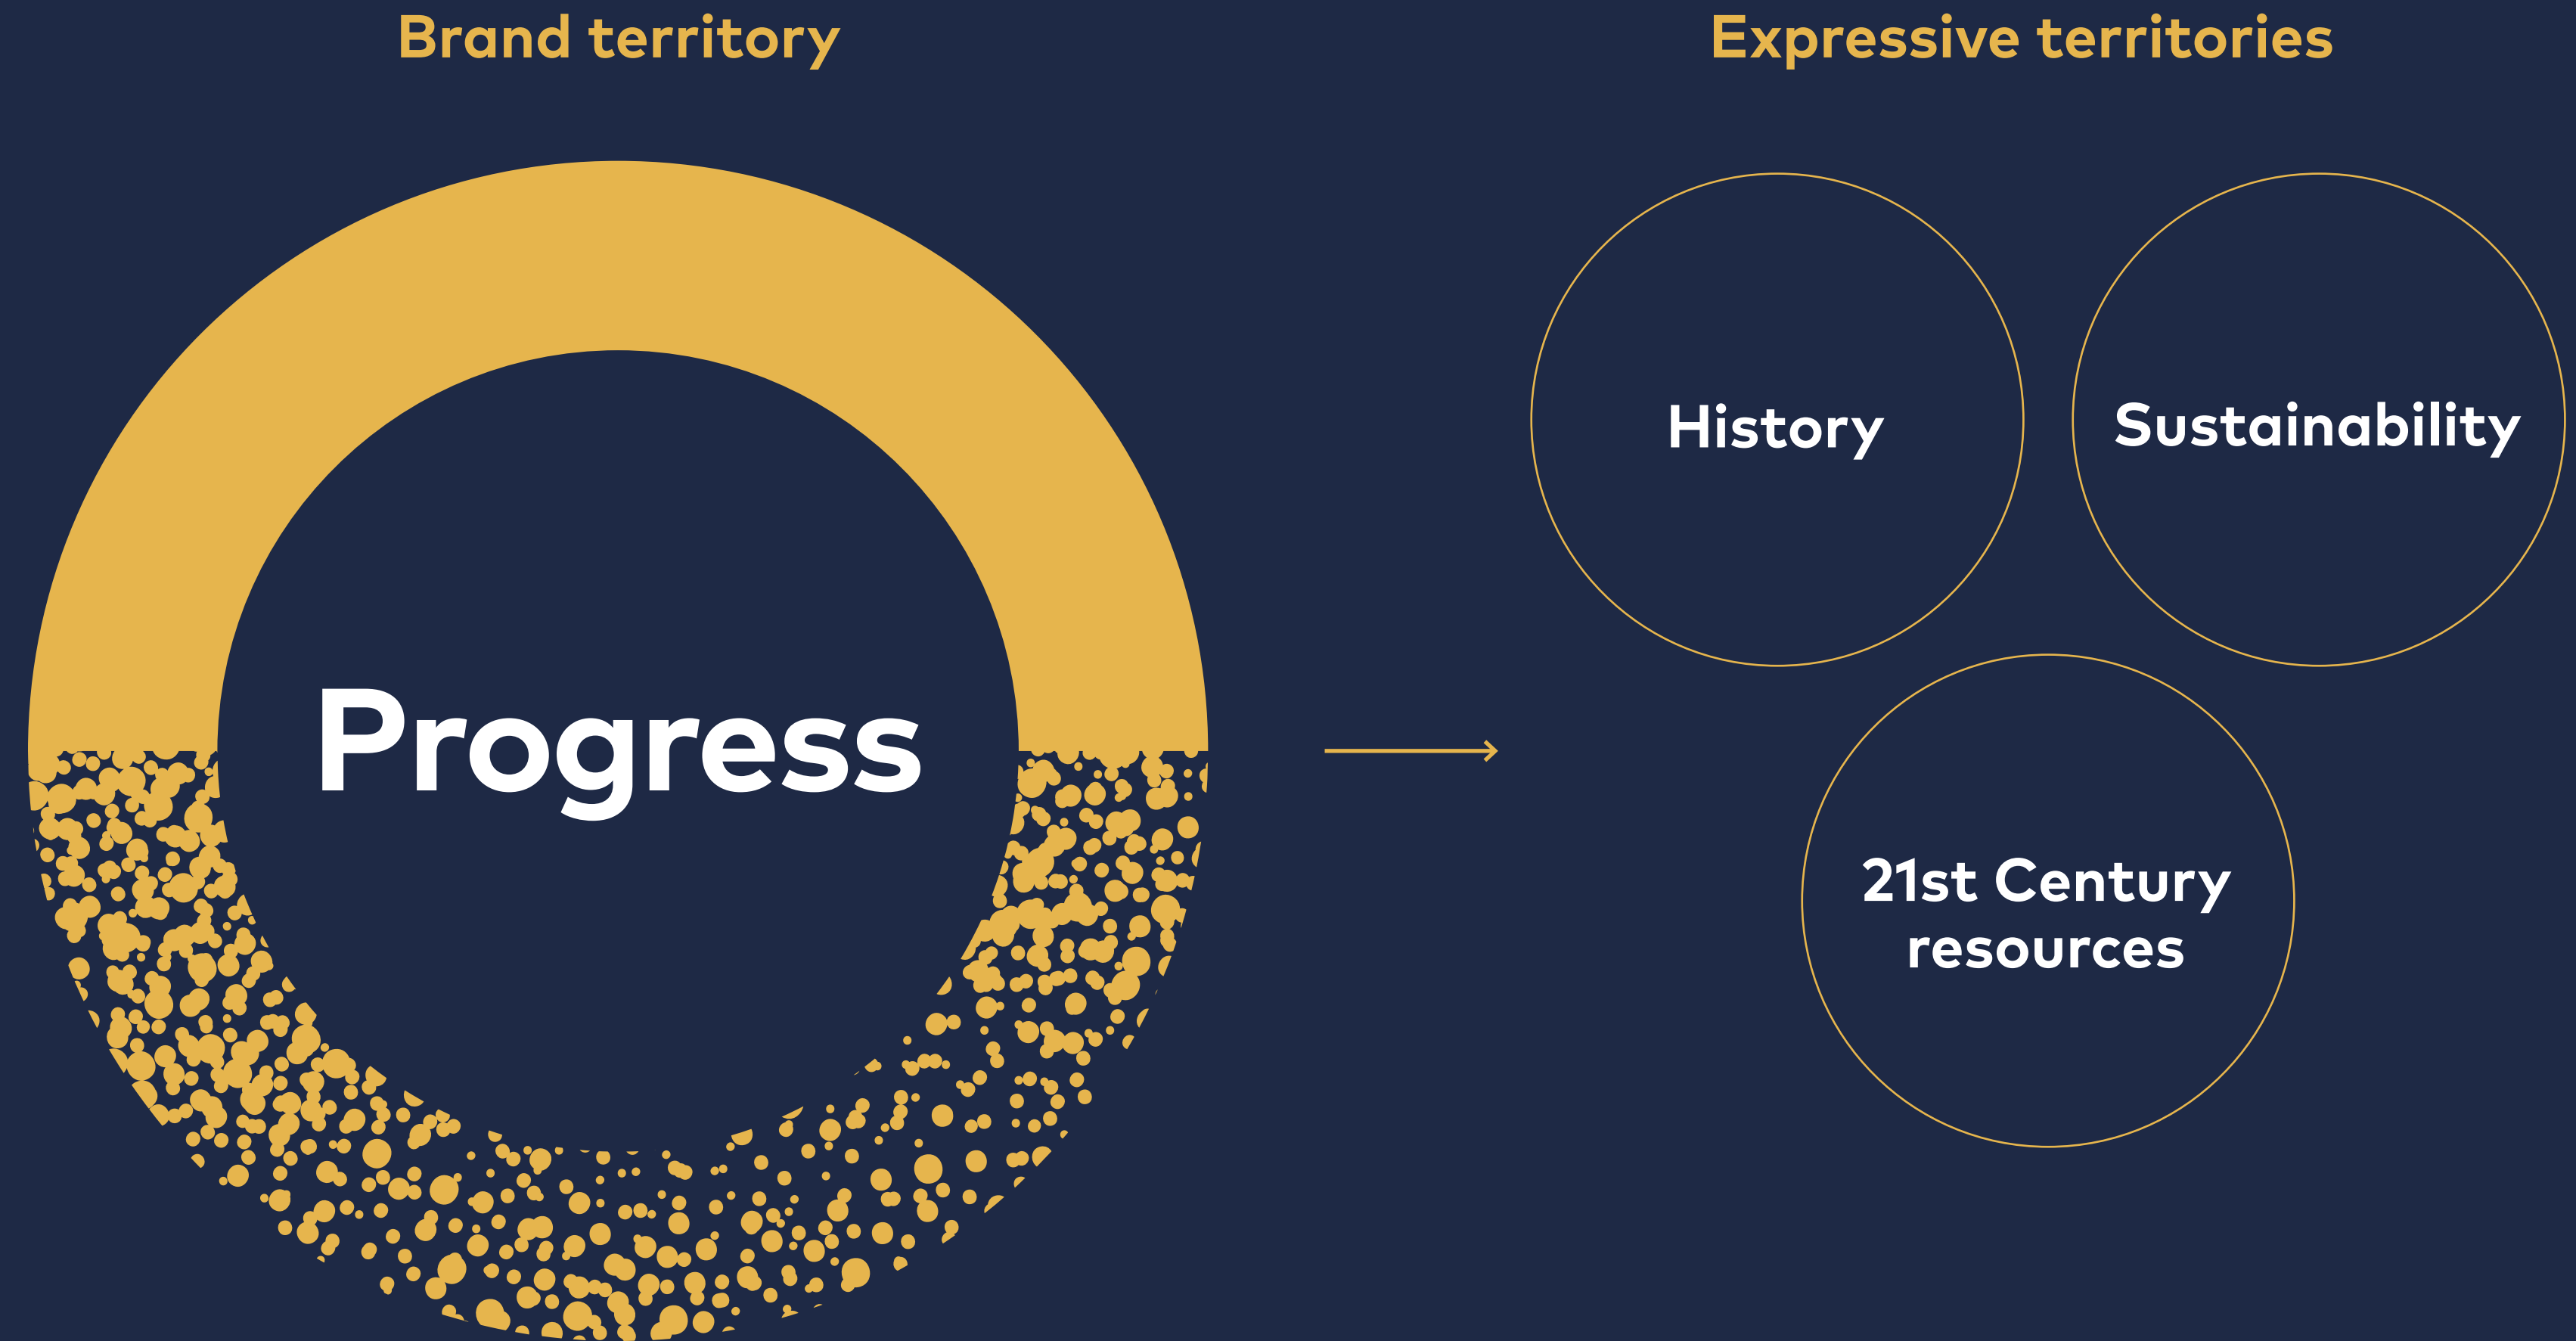 Brand territory
Progress
Expressive territories
History
Sustainability
21st Century
resources